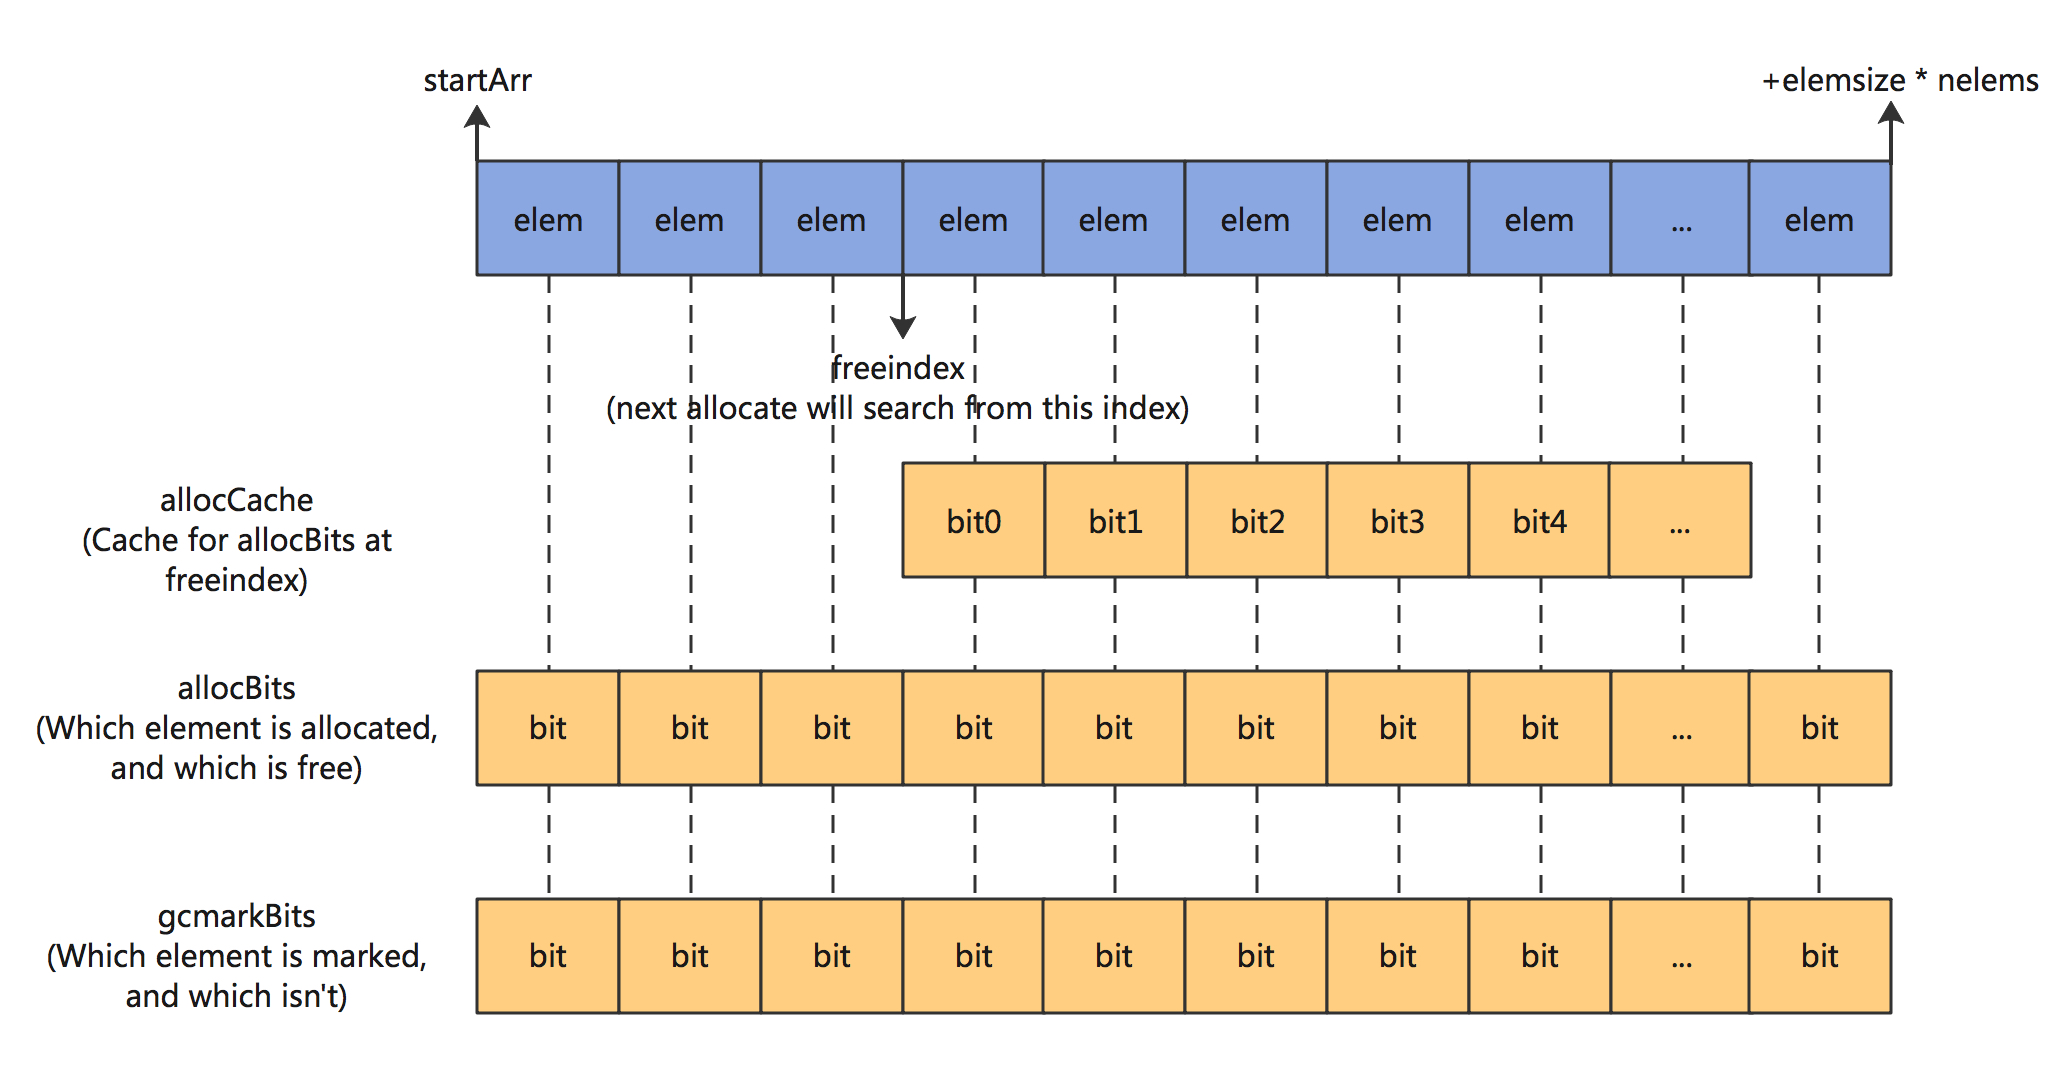 startArr
+elemsize * nelems
elem elem elem elem elem elem elem elem ... elem
freeindex
(next allocate will search from this index)
allocCache
(Cache for allocBits at
freeindex)
bit0 bit1 bit2 bit3 bit4 ...
allocBits
(Which element is allocated,
and which is free)
bit bit bit bit bit bit bit bit ... bit
gcmarkBits
(Which element is marked,
and which isn't)
bit bit bit bit bit bit bit bit ... bit